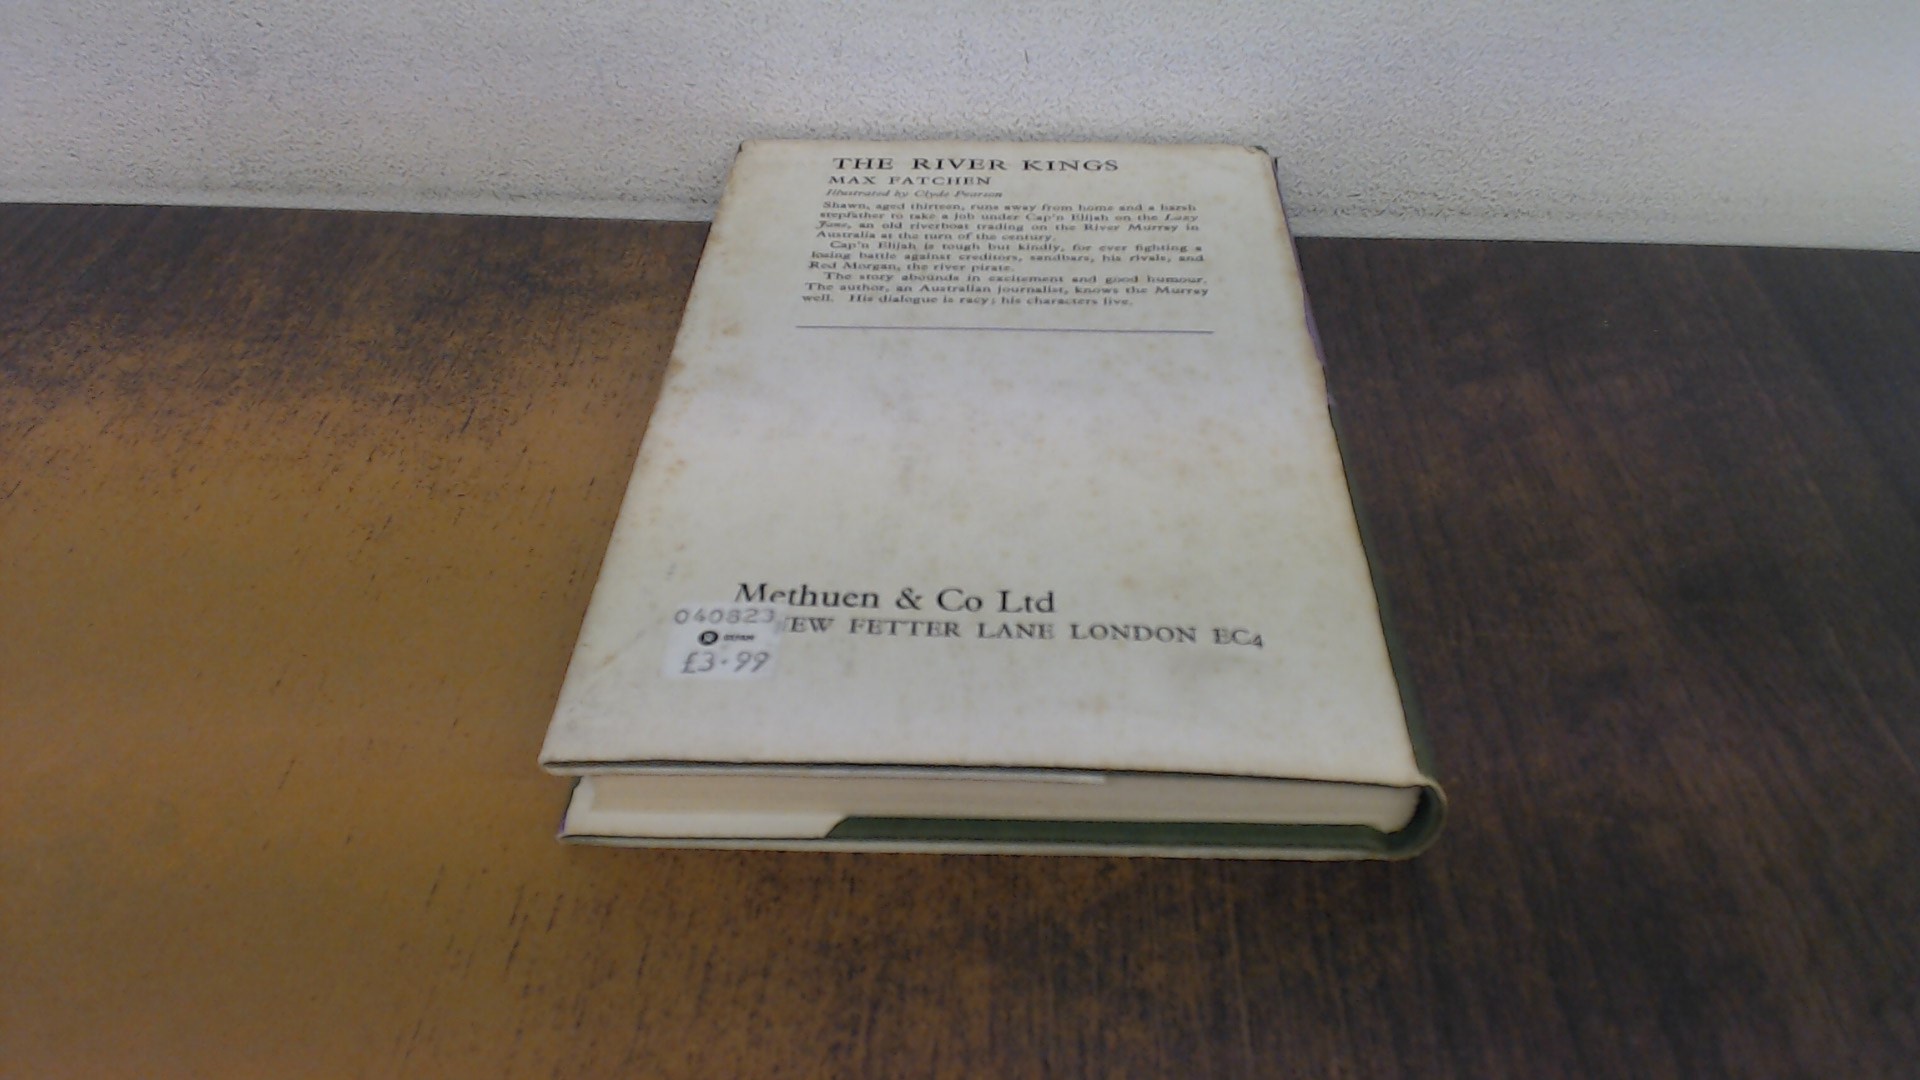 THE RIVER KINGS
MAX FATCHEN
Illustrated by Clyde Pearson
Shawn, aged thirteen, runs away from home and a harsh
stepfather to take a job under Cap'n Elijah on the Lazy
Jane, an old riverboat trading on the River Murray in
Australia at the turn of the century.
Cap'n Elijah is tough but kindly, for ever fighting a
losing battle against creditors, sandbars, his rivals, and
Red Morgan, the river pirate.
The story abounds in excitement and good humour.
The author, an Australian journalist, knows the Murray
well. His dialogue is racy; his characters live.
Methuen & Co Ltd
EW FETTER LANE LONDON EC4
040823
OXFAM
£3.99